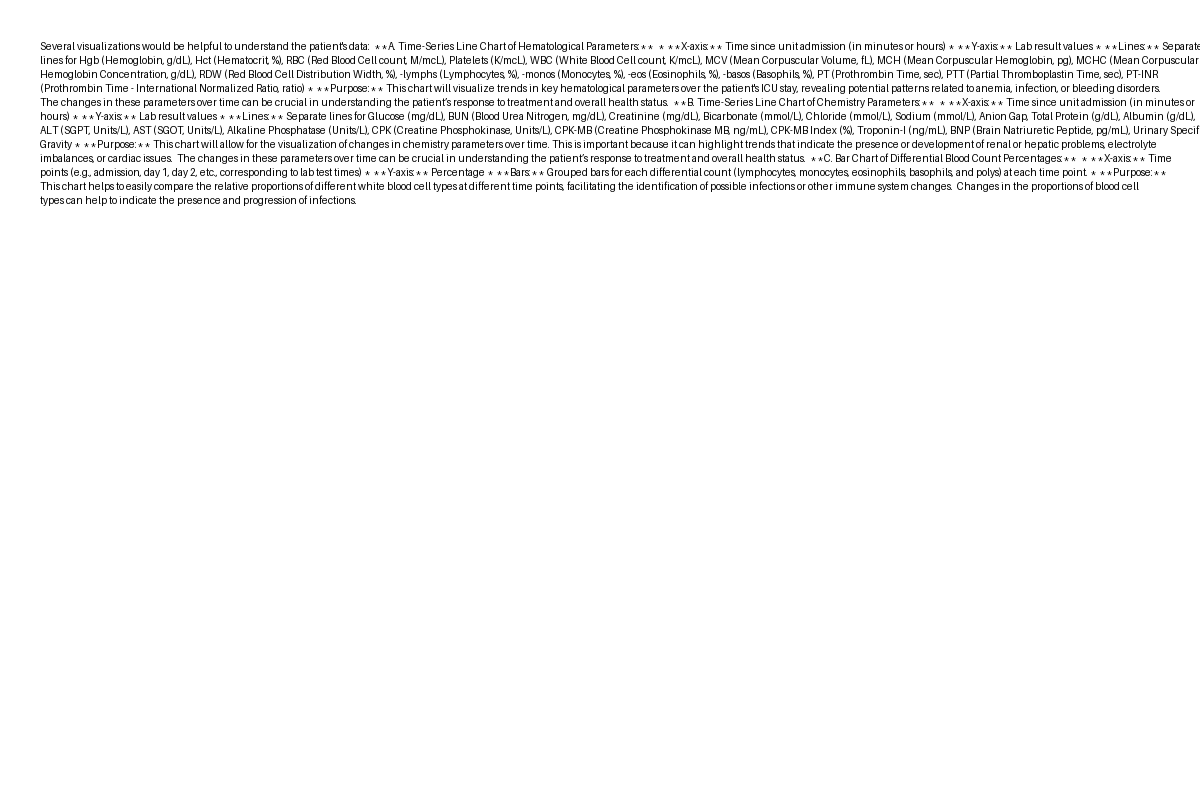 Several visualizations would be helpful to understand the patient's data:  **A. Time-Series Line Chart of Hematological Parameters:**  * **X-axis:** Time since unit admission (in minutes or hours) * **Y-axis:** Lab result values * **Lines:** Separate
lines for Hgb (Hemoglobin, g/dL), Hct (Hematocrit, %), RBC (Red Blood Cell count, M/mcL), Platelets (K/mcL), WBC (White Blood Cell count, K/mcL), MCV (Mean Corpuscular Volume, fL), MCH (Mean Corpuscular Hemoglobin, pg), MCHC (Mean Corpuscular
Hemoglobin Concentration, g/dL), RDW (Red Blood Cell Distribution Width, %), -lymphs (Lymphocytes, %), -monos (Monocytes, %), -eos (Eosinophils, %), -basos (Basophils, %), PT (Prothrombin Time, sec), PTT (Partial Thromboplastin Time, sec), PT-INR
(Prothrombin Time - International Normalized Ratio, ratio) * **Purpose:** This chart will visualize trends in key hematological parameters over the patient's ICU stay, revealing potential patterns related to anemia, infection, or bleeding disorders.
The changes in these parameters over time can be crucial in understanding the patient's response to treatment and overall health status.  **B. Time-Series Line Chart of Chemistry Parameters:**  * **X-axis:** Time since unit admission (in minutes or
hours) * **Y-axis:** Lab result values * **Lines:** Separate lines for Glucose (mg/dL), BUN (Blood Urea Nitrogen, mg/dL), Creatinine (mg/dL), Bicarbonate (mmol/L), Chloride (mmol/L), Sodium (mmol/L), Anion Gap, Total Protein (g/dL), Albumin (g/dL),
ALT (SGPT, Units/L), AST (SGOT, Units/L), Alkaline Phosphatase (Units/L), CPK (Creatine Phosphokinase, Units/L), CPK-MB (Creatine Phosphokinase MB, ng/mL), CPK-MB Index (%), Troponin-I (ng/mL), BNP (Brain Natriuretic Peptide, pg/mL), Urinary Specif
Gravity * **Purpose:** This chart will allow for the visualization of changes in chemistry parameters over time. This is important because it can highlight trends that indicate the presence or development of renal or hepatic problems, electrolyte
imbalances, or cardiac issues.  The changes in these parameters over time can be crucial in understanding the patient's response to treatment and overall health status.  **C. Bar Chart of Differential Blood Count Percentages:**  * **X-axis:** Time
points (e.g., admission, day 1, day 2, etc., corresponding to lab test times) * **Y-axis:** Percentage * **Bars:** Grouped bars for each differential count (lymphocytes, monocytes, eosinophils, basophils, and polys) at each time point. * **Purpose:**
This chart helps to easily compare the relative proportions of different white blood cell types at different time points, facilitating the identification of possible infections or other immune system changes.  Changes in the proportions of blood cell
types can help to indicate the presence and progression of infections.